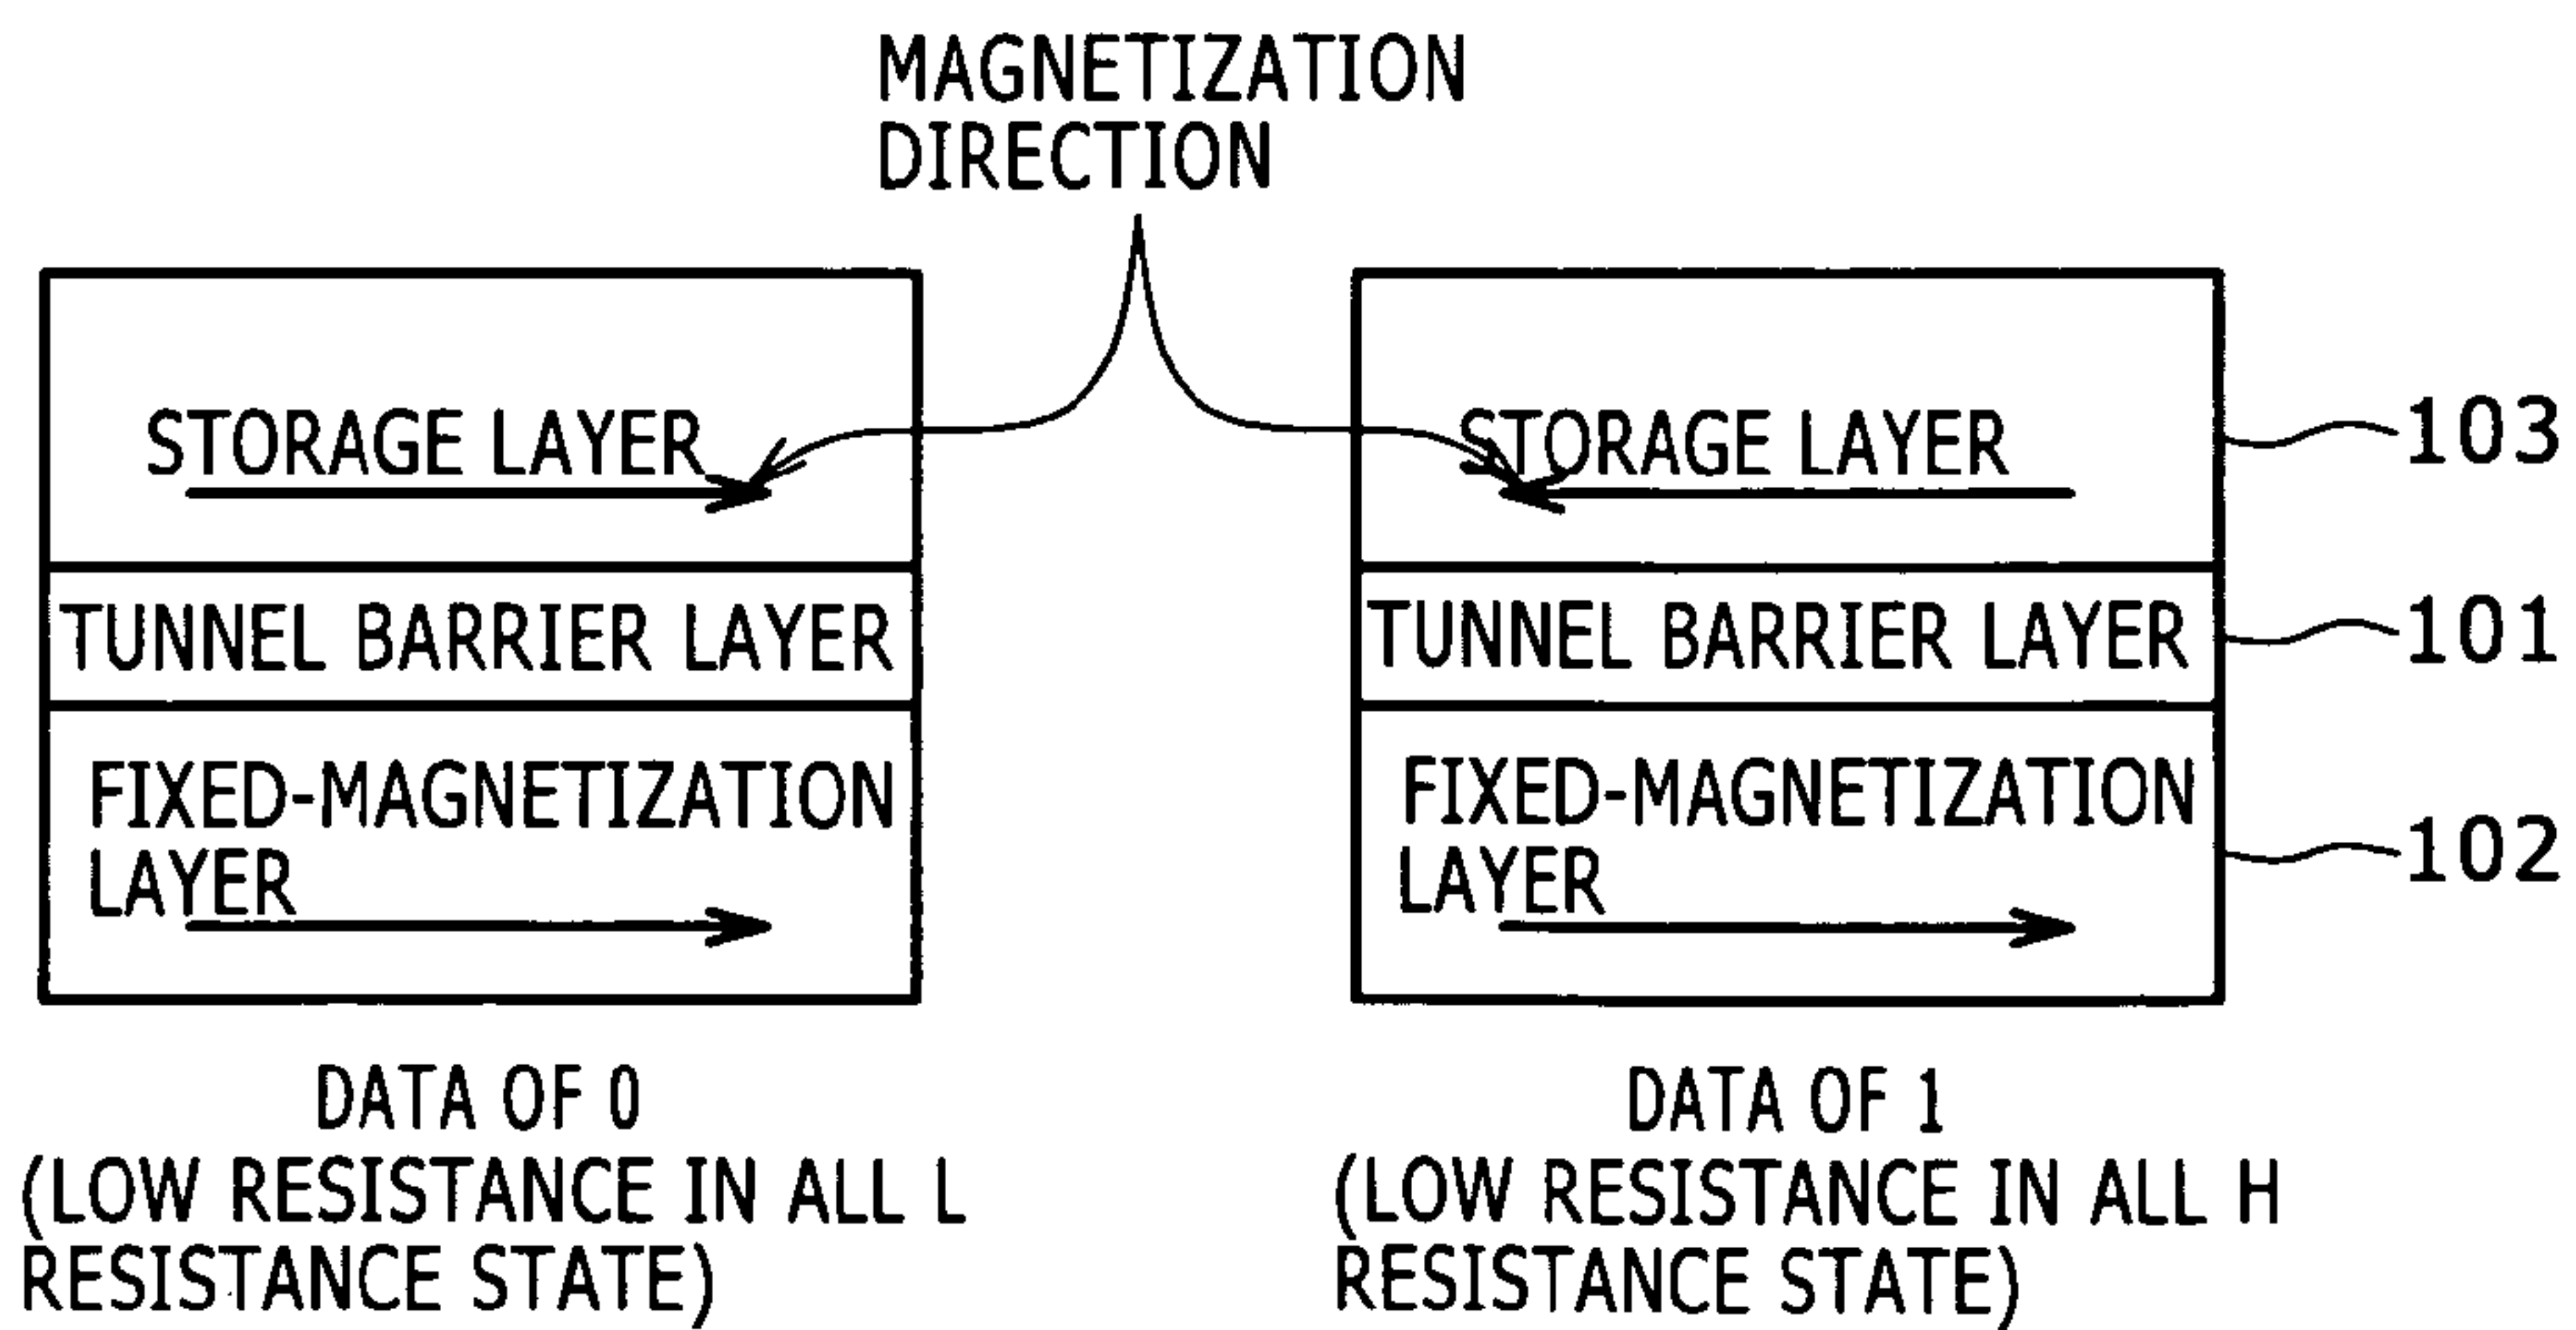 MAGNETIZATION
DIRECTION
STORAGE LAYER
TUNNEL BARRIER LAYER
FIXED-MAGNETIZATION
LAYER
DATA OF 0
(LOW RESISTANCE IN ALL L
RESISTANCE STATE)
STORAGE LAYER
103
TUNNEL BARRIER LAYER
101
FIXED-MAGNETIZATION
LAYER
102
DATA OF 1
(LOW RESISTANCE IN ALL H
RESISTANCE STATE)